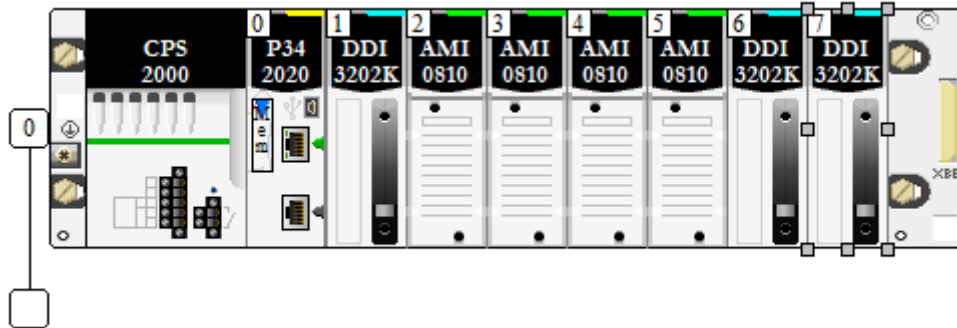 0 1 2 3 4 5 6 7
CPS P34 DDI AMI AMI AMI AMI DDI DDI
2000 2020 3202K 0810 0810 0810 0810 3202K 3202K
Mem
0
XBE